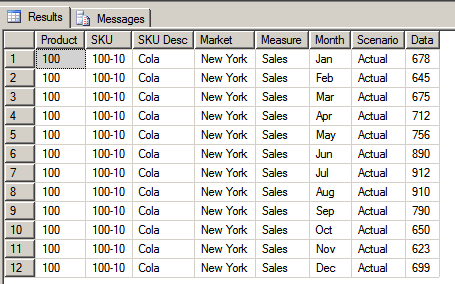 Results Messages
Product SKU SKU Desc Market Measure Month Scenario Data
1 100 100-10 Cola New York Sales Jan Actual 678
2 100 100-10 Cola New York Sales Feb Actual 645
3 100 100-10 Cola New York Sales Mar Actual 675
4 100 100-10 Cola New York Sales Apr Actual 712
5 100 100-10 Cola New York Sales May Actual 756
6 100 100-10 Cola New York Sales Jun Actual 890
7 100 100-10 Cola New York Sales Jul Actual 912
8 100 100-10 Cola New York Sales Aug Actual 910
9 100 100-10 Cola New York Sales Sep Actual 790
10 100 100-10 Cola New York Sales Oct Actual 650
11 100 100-10 Cola New York Sales Nov Actual 623
12 100 100-10 Cola New York Sales Dec Actual 699